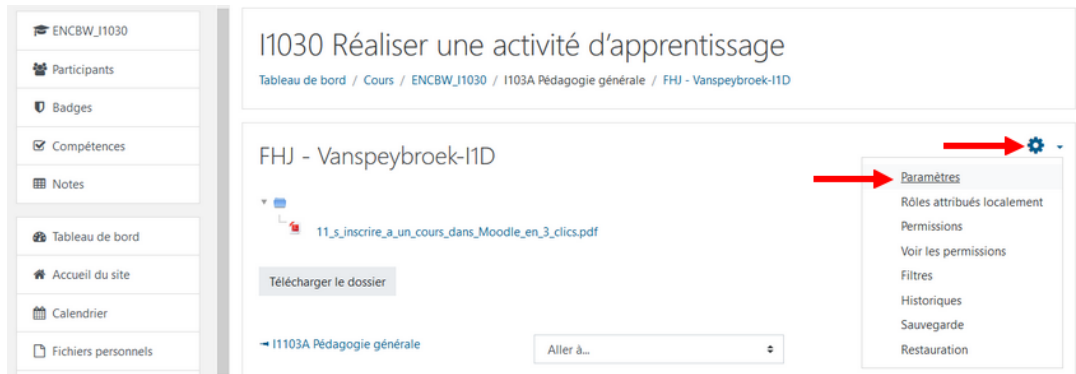 ENCBW_I1030
Participants
Badges
Compétences
Notes
Tableau de bord
Accueil du site
Calendrier
Fichiers personnels
I1030 Réaliser une activité d’apprentissage
Tableau de bord / Cours / ENCBW_I1030 / I103A Pédagogie générale / FHJ - Vanspeybroek-I1D
FHJ - Vanspeybroek-I1D
11_s_inscrire_a_un_cours_dans_Moodle_en_3_clics.pdf
Télécharger le dossier
I1103A Pédagogie générale
Aller à...
Paramètres
Rôles attribués localement
Permissions
Voir les permissions
Filtres
Historiques
Sauvegarde
Restauration